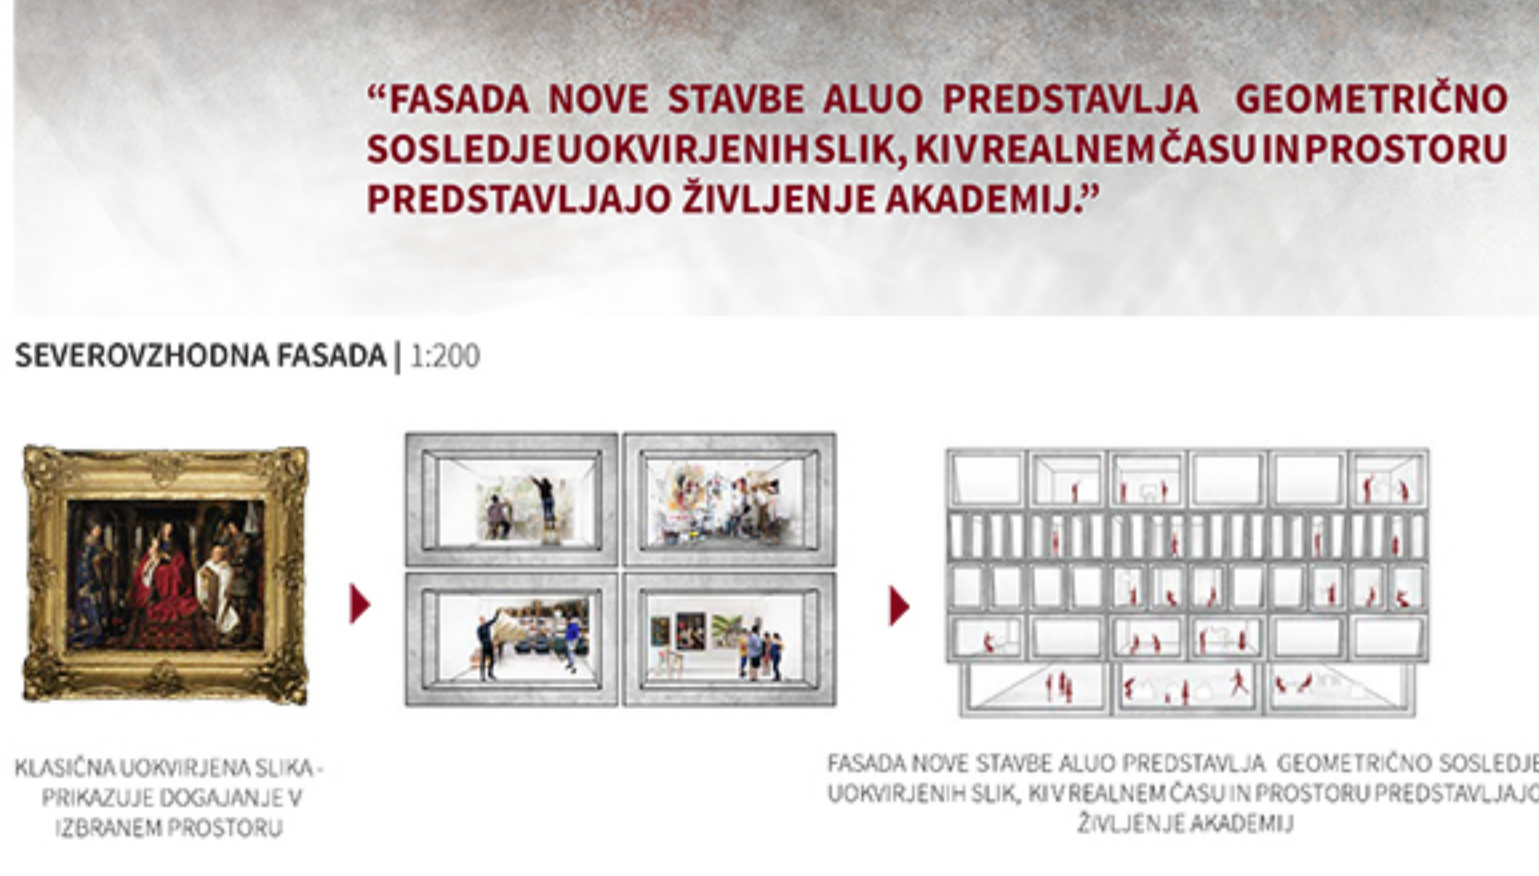 “FASADA NOVE STAVBE ALUO PREDSTAVLJA GEOMETRIČNO
SOSLEDJE UOKVIRJENIH SLIK, KI V REALNEM ČASU IN PROSTORU
PREDSTAVLJAJO ŽIVLJENJE AKADEMIJ.”
SEVEROVZHODNA FASADA | 1:200
KLASIČNA UOKVIRJENA SLIKA -
PRIKAZUJE DOGAJANJE V
IZBRANEM PROSTORU
FASADA NOVE STAVBE ALUO PREDSTAVLJA GEOMETRIČNO SOSLEDJE
UOKVIRJENIH SLIK, KI V REALNEM ČASU IN PROSTORU PREDSTAVLJAJO
ŽIVLJENJE AKADEMIJ